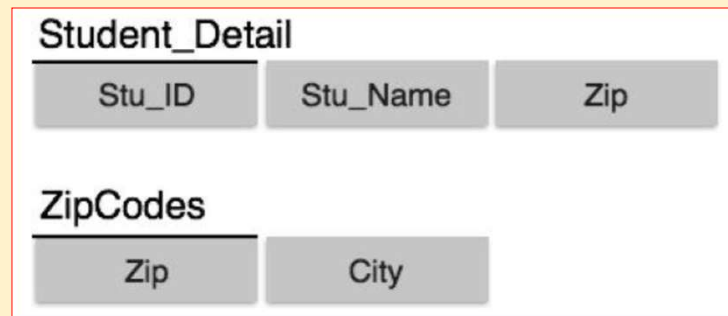 Student_Detail
Stu_ID Stu_Name Zip
ZipCodes
Zip City